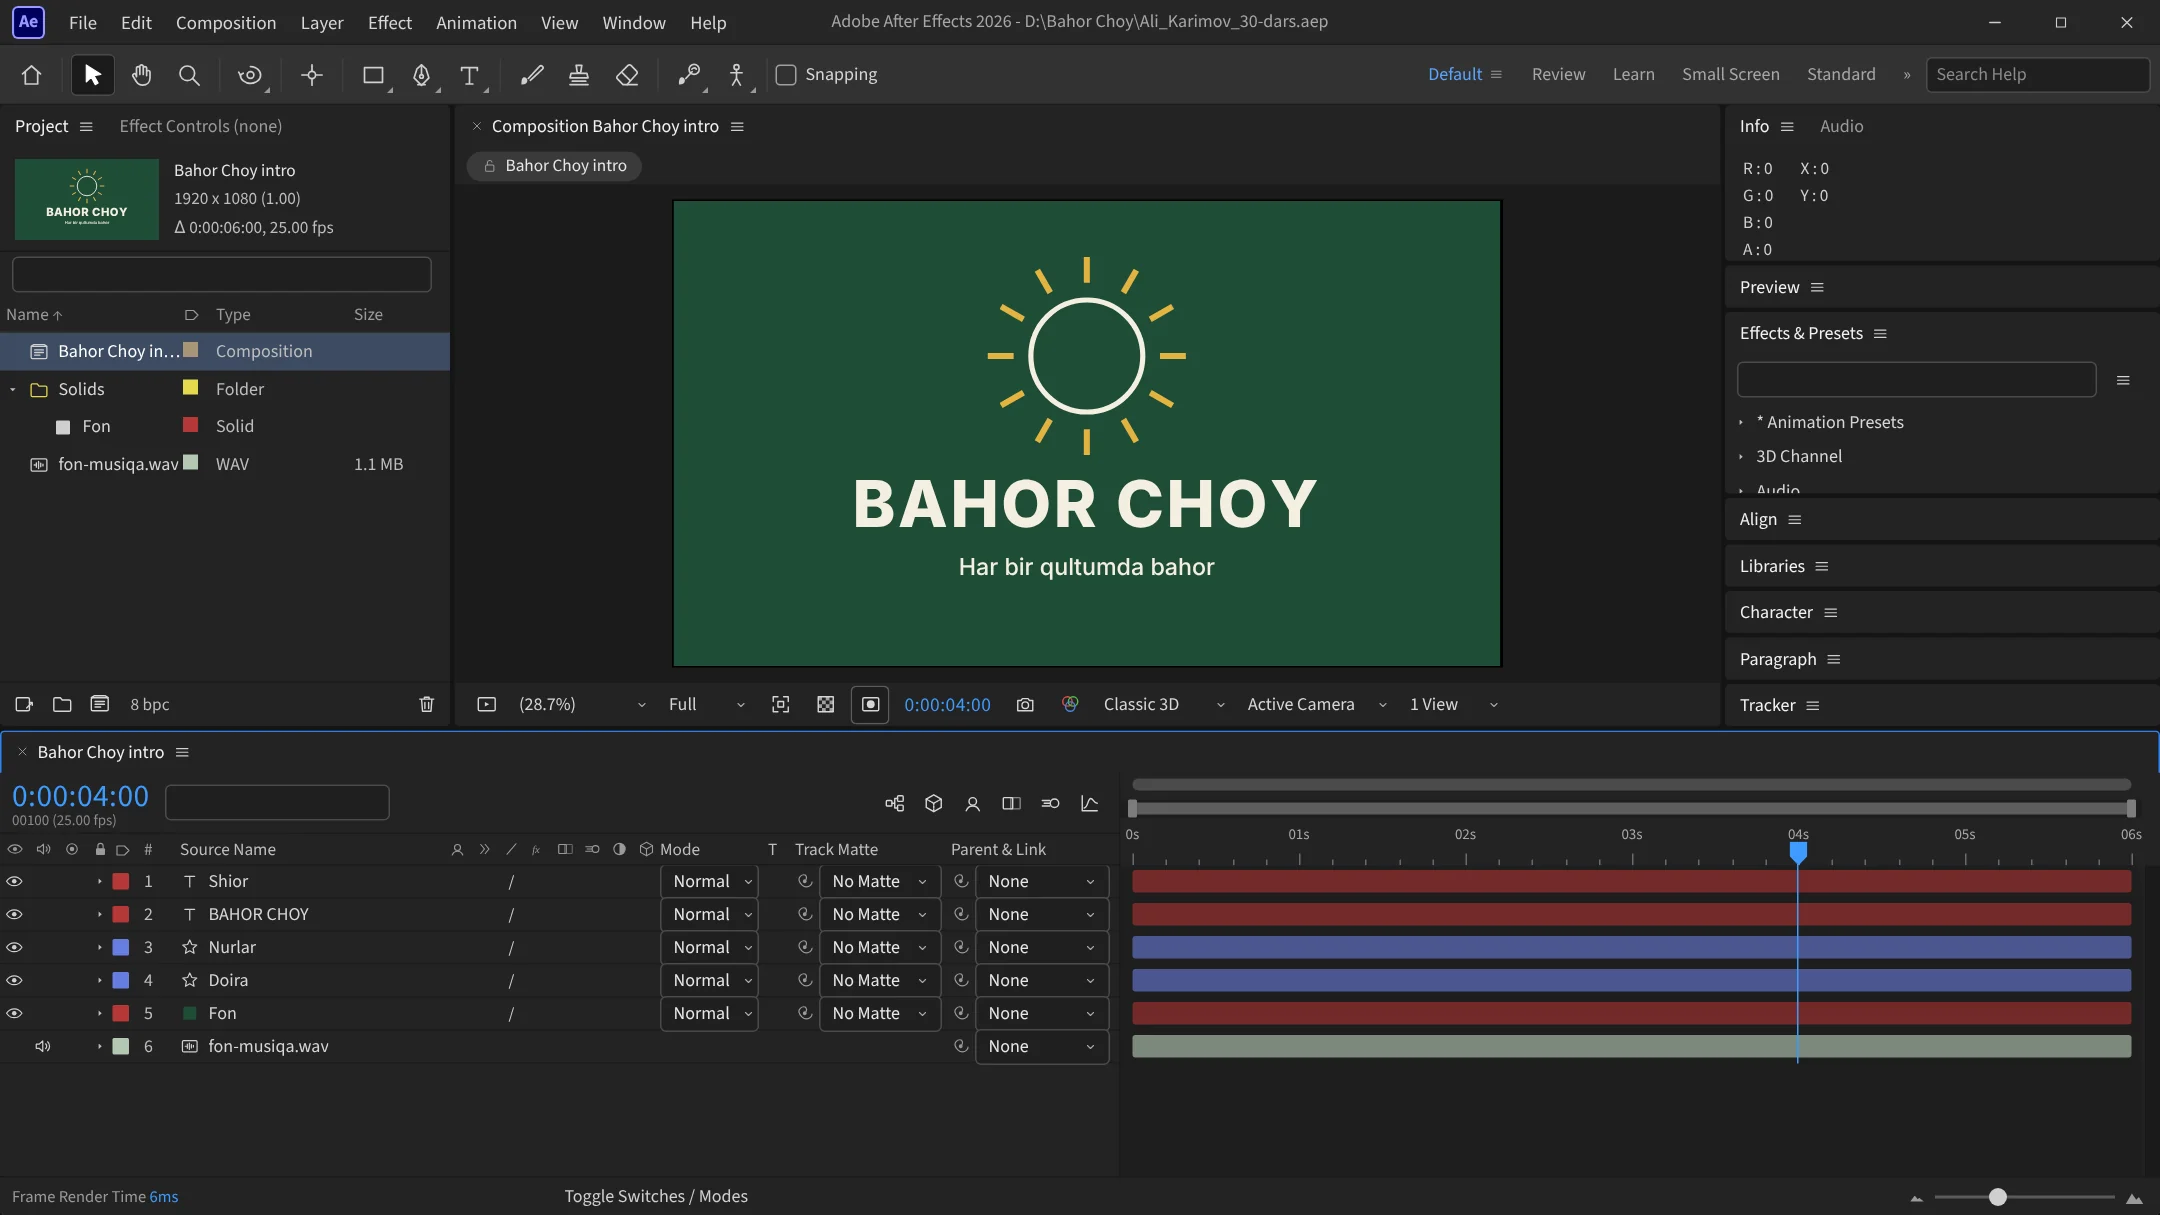 Ae File Edit Composition Layer Effect Animation View Window Help Adobe After Effects 2026 - D:\Bahor Choy\Ali_Karimov_30-dars.aep
Snapping Default Review Learn Small Screen Standard » Search Help
Project Effect Controls (none)
Bahor Choy intro
1920 x 1080 (1.00)
Δ 0:00:06:00, 25.00 fps
BAHOR CHOY
Har bir qultumda bahor
Name Type Size
Bahor Choy in... Composition
Solids Folder
Fon Solid
fon-musiqa.wav WAV 1.1 MB
8 bpc
Composition Bahor Choy intro
Bahor Choy intro
BAHOR CHOY
Har bir qultumda bahor
(28.7%) Full 0:00:04:00 Classic 3D Active Camera 1 View
Info Audio
R : 0 X : 0
G : 0 Y : 0
B : 0
A : 0
Preview
Effects & Presets
* Animation Presets
3D Channel
Audio
Align
Libraries
Character
Paragraph
Tracker
Bahor Choy intro
0:00:04:00
00100 (25.00 fps)
0s 01s 02s 03s 04s 05s 06s
# Source Name fx Mode T Track Matte Parent & Link
1 T Shior / Normal No Matte None
2 T BAHOR CHOY / Normal No Matte None
3 Nurlar / Normal No Matte None
4 Doira / Normal No Matte None
5 Fon / Normal No Matte None
6 fon-musiqa.wav None
Frame Render Time 6ms Toggle Switches / Modes